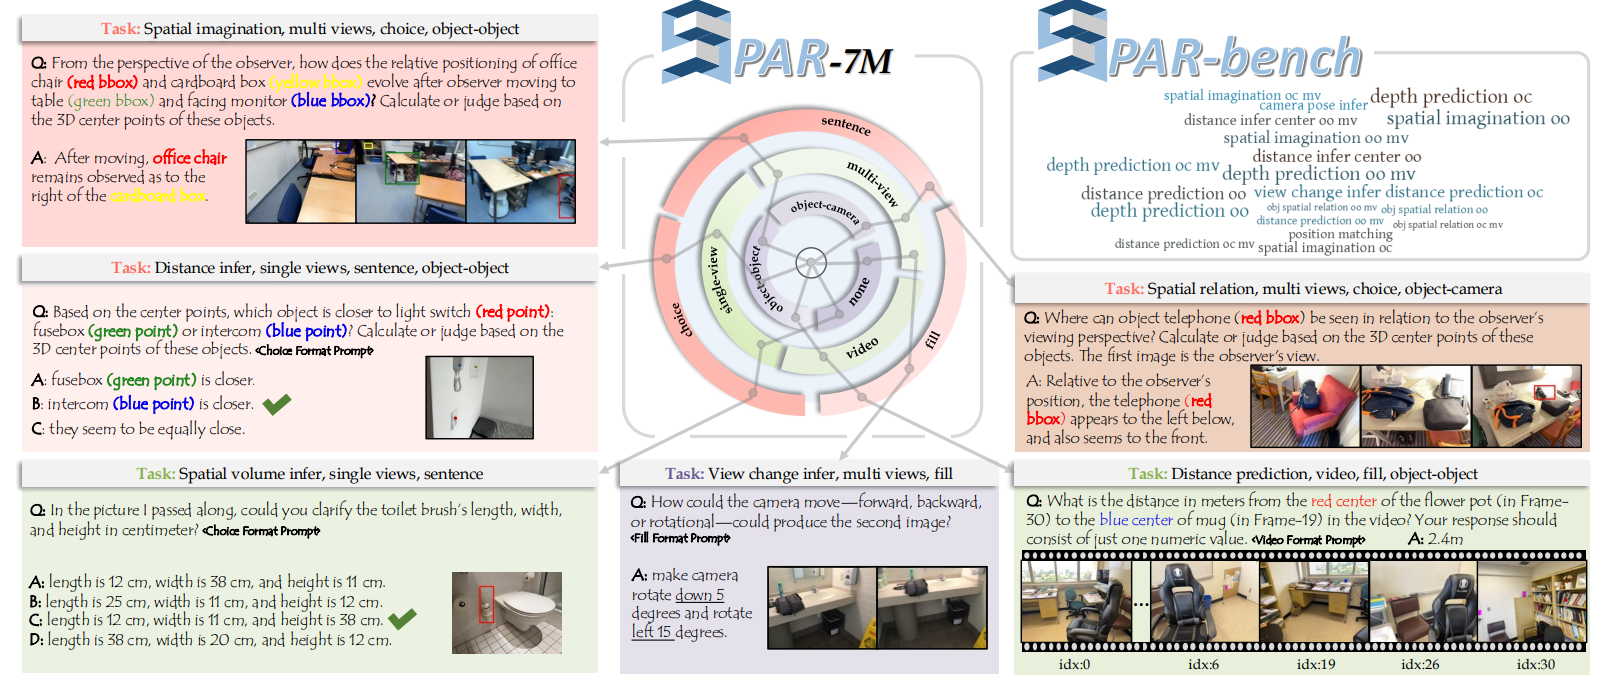 Task: Spatial imagination, multi views, choice, object-object
Q: From the perspective of the observer, how does the relative positioning of office
chair (red bbox) and cardboard box (yellow bbox) evolve after observer moving to
table (green bbox) and facing monitor (blue bbox)? Calculate or judge based on
the 3D center points of these objects.
A: After moving, office chair
remains observed as to the
right of the cardboard box.
Task: Distance infer, single views, sentence, object-object
Q: Based on the center points, which object is closer to light switch (red point):
fusebox (green point) or intercom (blue point)? Calculate or judge based on the
3D center points of these objects. <Choice Format Prompt>
A: fusebox (green point) is closer.
B: intercom (blue point) is closer.
C: they seem to be equally close.
Task: Spatial volume infer, single views, sentence
Q: In the picture I passed along, could you clarify the toilet brush's length, width,
and height in centimeter? <Choice Format Prompt>
A: length is 12 cm, width is 38 cm, and height is 11 cm.
B: length is 25 cm, width is 11 cm, and height is 12 cm.
C: length is 12 cm, width is 11 cm, and height is 38 cm.
D: length is 38 cm, width is 20 cm, and height is 12 cm.
SPAR-7M
sentence
multi-view
object-camera
single-view
object-object
none
choice
video
fill
Task: View change infer, multi views, fill
Q: How could the camera move—forward, backward,
or rotational—could produce the second image?
<Fill Format Prompt>
A: make camera
rotate down 5
degrees and rotate
left 15 degrees.
SPAR-bench
spatial imagination oc mv
camera pose infer
depth prediction oc
distance infer center oo mv
spatial imagination oo
spatial imagination oo mv
distance infer center oo
depth prediction oc mv
depth prediction oo mv
distance prediction oo
view change infer
distance prediction oc
depth prediction oo
obj spatial relation oo mv
obj spatial relation oo
distance prediction oo mv
obj spatial relation oc mv
position matching
distance prediction oc mv
spatial imagination oc
Task: Spatial relation, multi views, choice, object-camera
Q: Where can object telephone (red bbox) be seen in relation to the observer's
viewing perspective? Calculate or judge based on the 3D center points of these
objects. The first image is the observer's view.
A: Relative to the observer's
position, the telephone (red
bbox) appears to the left below,
and also seems to the front.
Task: Distance prediction, video, fill, object-object
Q: What is the distance in meters from the red center of the flower pot (in Frame-
30) to the blue center of mug (in Frame-19) in the video? Your response should
consist of just one numeric value. <Video Format Prompt> A: 2.4m
...
idx:0
idx:6
idx:19
idx:26
idx:30